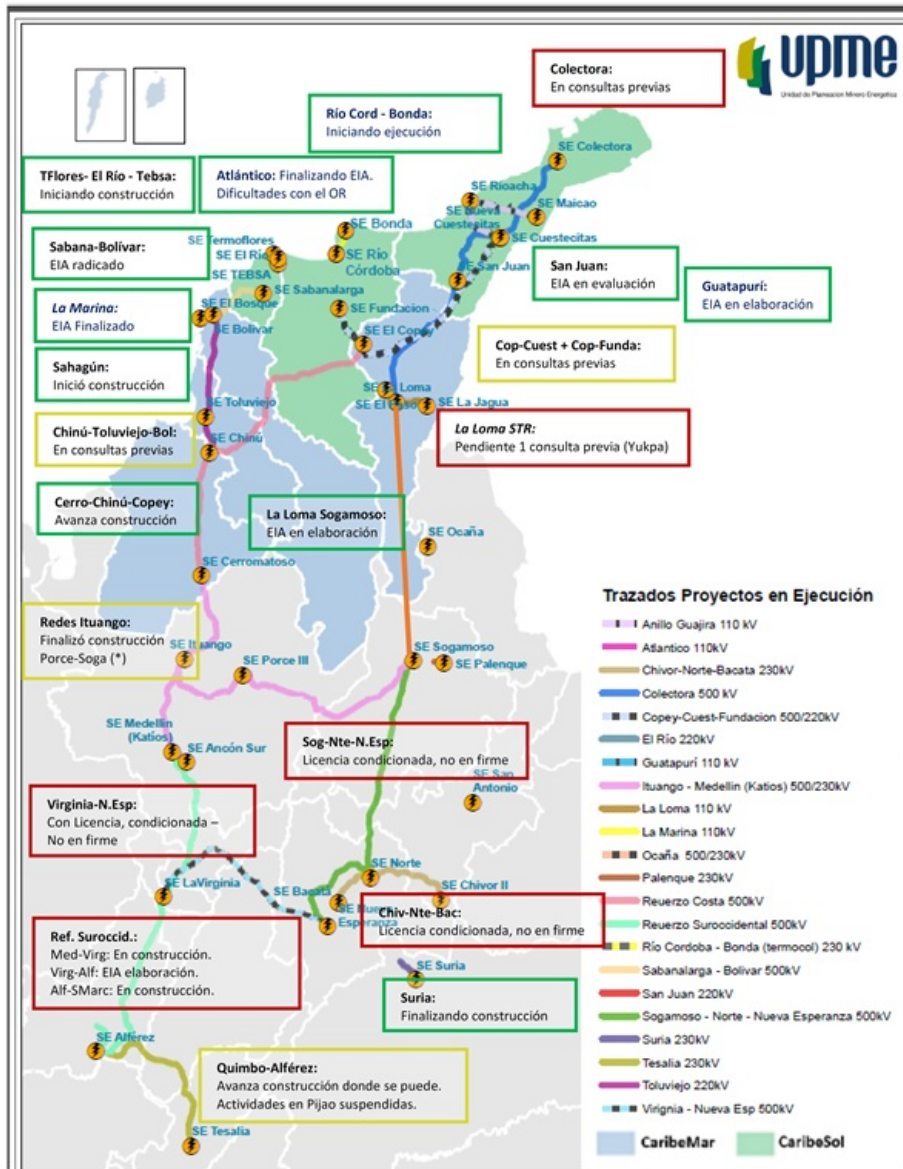 upme
Unidad de Planeación Minero Energética
Colectora:
En consultas previas
Río Cord - Bonda:
Iniciando ejecución
TFlores- El Río - Tebsa:
Iniciando construcción
Atlántico: Finalizando EIA.
Dificultades con el OR
SE Colectora
SE Rioacha
SE Maicao
SE Nueva
Cuestecitas
SE Cuestecitas
SE Bonda
SE Río
Córdoba
SE Termoflores
SE El Río
SE TEBSA
SE Sabanalarga
Sabana-Bolívar:
EIA radicado
SE San Juan
San Juan:
EIA en evaluación
Guatapurí:
EIA en elaboración
La Marina:
EIA Finalizado
SE El Bosque
SE Bolivar
SE Fundacion
SE El Copey
Cop-Cuest + Cop-Funda:
En consultas previas
Sahagún:
Inició construcción
SE Toluviejo
SE Loma
SE El Paso
SE La Jagua
La Loma STR:
Pendiente 1 consulta previa (Yukpa)
Chinú-Toluviejo-Bol:
En consultas previas
SE Chinú
Cerro-Chinú-Copey:
Avanza construcción
La Loma Sogamoso:
EIA en elaboración
SE Ocaña
SE Cerromatoso
Redes Ituango:
Finalizó construcción
Porce-Soga (*)
SE Ituango
SE Porce III
SE Sogamoso
SE Palenque
SE Medellin
(Katíos)
SE Ancón Sur
Sog-Nte-N.Esp:
Licencia condicionada, no en firme
SE San
Antonio
Virginia-N.Esp:
Con Licencia, condicionada –
No en firme
SE LaVirginia
SE Norte
SE Bacatá
SE Chivor II
SE Nueva
Esperanza
Chiv-Nte-Bac:
Licencia condicionada, no en firme
Ref. Suroccid.:
Med-Virg: En construcción.
Virg-Alf: EIA elaboración.
Alf-SMarc: En construcción.
SE Suria
Suria:
Finalizando construcción
SE Alférez
Quimbo-Alférez:
Avanza construcción donde se puede.
Actividades en Pijao suspendidas.
SE Tesalia
Trazados Proyectos en Ejecución
Anillo Guajira 110 kV
Atlantico 110kV
Chivor-Norte-Bacata 230kV
Colectora 500 kV
Copey-Cuest-Fundacion 500/220kV
El Río 220kV
Guatapurí 110 kV
Ituango - Medellin (Katios) 500/230kV
La Loma 110 kV
La Marina 110kV
Ocaña 500/230kV
Palenque 230kV
Reuerzo Costa 500kV
Reuerzo Suroccidental 500kV
Río Cordoba - Bonda (termocol) 230 kV
Sabanalarga - Bolivar 500kV
San Juan 220kV
Sogamoso - Norte - Nueva Esperanza 500kV
Suria 230kV
Tesalia 230kV
Toluviejo 220kV
Virignia - Nueva Esp 500kV
CaribeMar
CaribeSol